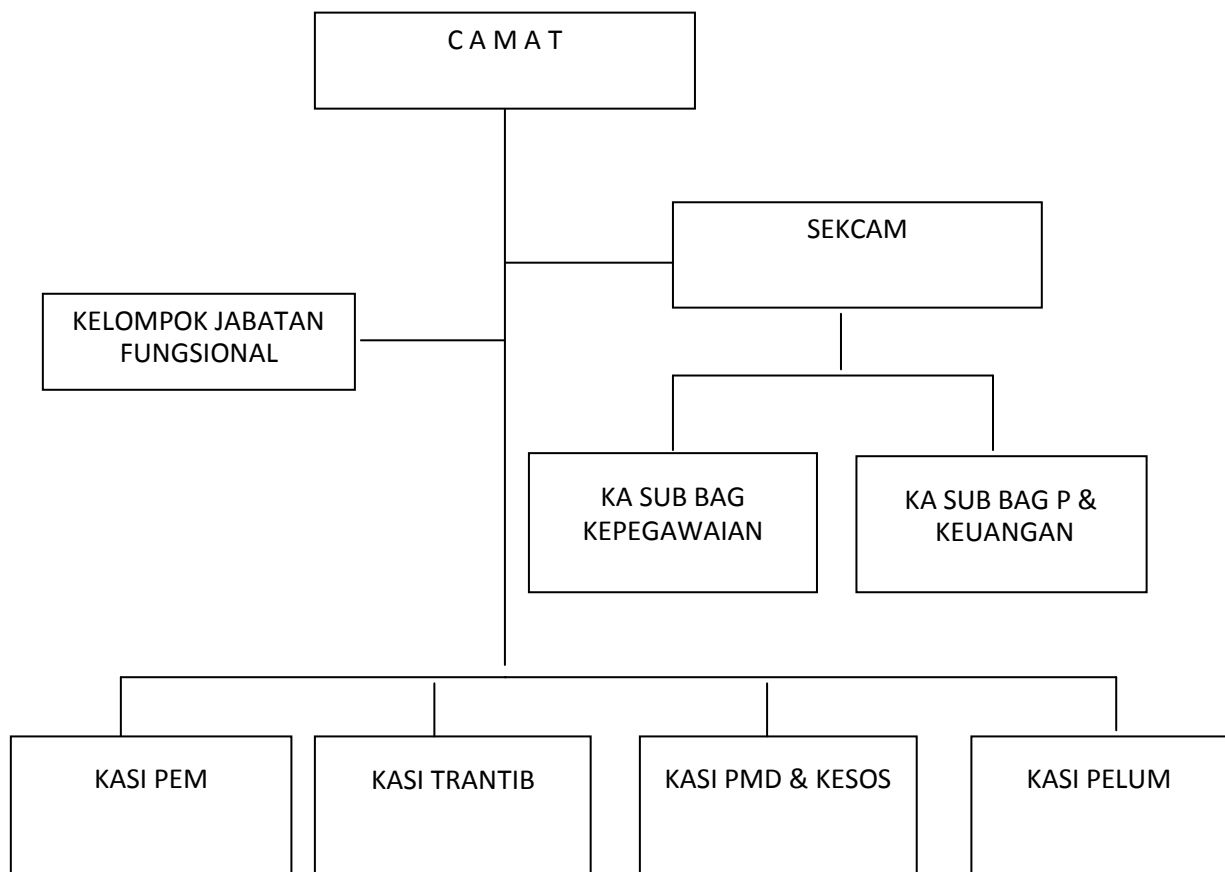 C A M A T
SEKCAM
KELOMPOK JABATAN
FUNGSIONAL
KA SUB BAG
KEPEGAWAIAN
KA SUB BAG P &
KEUANGAN
KASI PEM
KASI TRANTIB
KASI PMD & KESOS
KASI PELUM